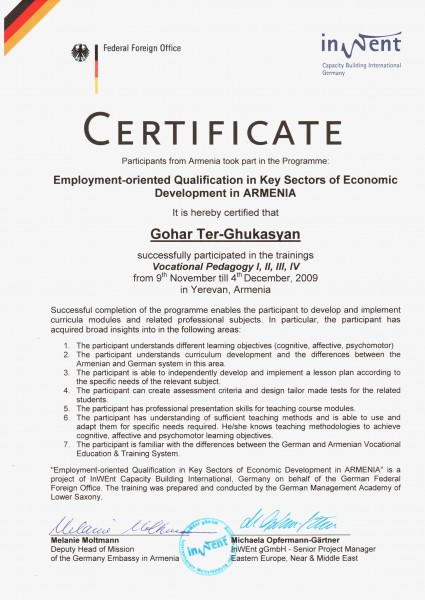 Federal Foreign Office
inWent
Capacity Building International
Germany
CERTIFICATE
Participants from Armenia took part in the Programme:
Employment-oriented Qualification in Key Sectors of Economic
Development in ARMENIA
It is hereby certified that
Gohar Ter-Ghukasyan
successfully participated in the trainings
Vocational Pedagogy I, II, III, IV
from 9th November till 4th December, 2009
in Yerevan, Armenia
Successful completion of the programme enables the participant to develop and implement
curricula modules and related professional subjects. In particular, the participant has
acquired broad insights into in the following areas:
1. The participant understands different learning objectives (cognitive, affective, psychomotor)
2. The participant understands curriculum development and the differences between the
Armenian and German system in this area.
3. The participant is able to independently develop and implement a lesson plan according to
the specific needs of the relevant subject.
4. The participant can create assessment criteria and design tailor made tests for the related
students.
5. The participant has professional presentation skills for teaching course modules.
6. The participant has understanding of sufficient teaching methods and is able to use and
adapt them for specific needs required. He/she knows teaching methodologies to achieve
cognitive, affective and psychomotor learning objectives.
7. The participant is familiar with the differences between the German and Armenian Vocational
Education & Training System.
"Employment-oriented Qualification in Key Sectors of Economic Development in ARMENIA" is a
project of InWEnt Capacity Building International, Germany on behalf of the German Federal
Foreign Office. The training was prepared and conducted by the German Management Academy of
Lower Saxony.
Melanie Moltmann
Melanie Moltmann
Deputy Head of Mission
of the German Embassy in Armenia
inWent
Michaela Opfermann-Gärtner
InWEnt gGmbH - Senior Project Manager
Eastern Europe, Near & Middle East